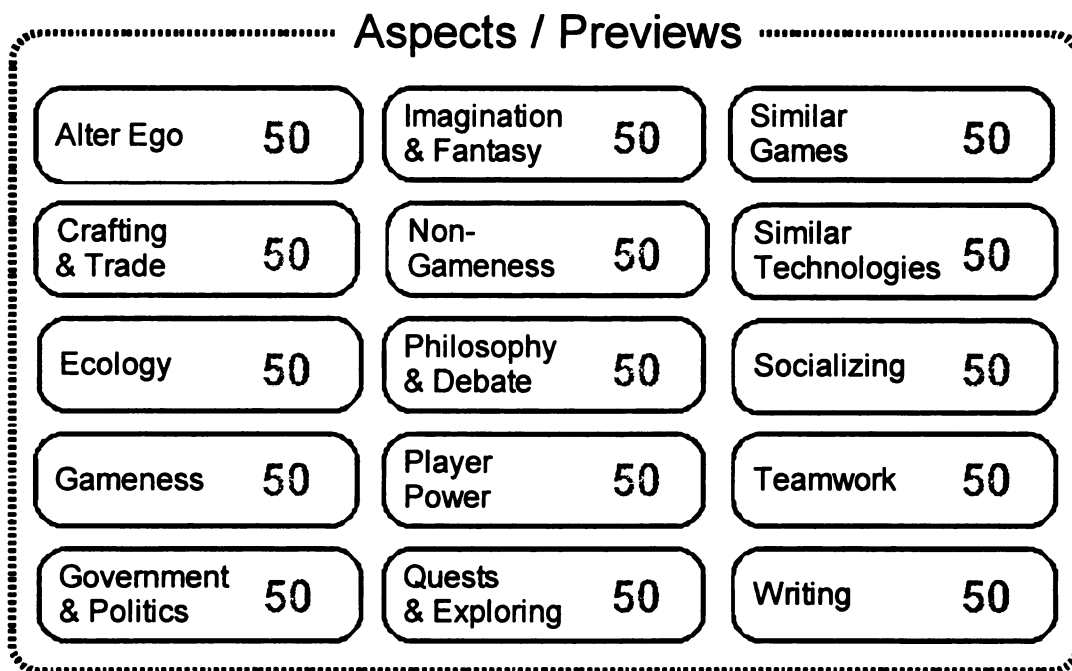 Aspects / Previews
Alter Ego 50
Imagination
& Fantasy 50
Similar
Games 50
Crafting
& Trade 50
Non-
Gameness 50
Similar
Technologies 50
Ecology 50
Philosophy
& Debate 50
Socializing 50
Gameness 50
Player
Power 50
Teamwork 50
Government
& Politics 50
Quests
& Exploring 50
Writing 50